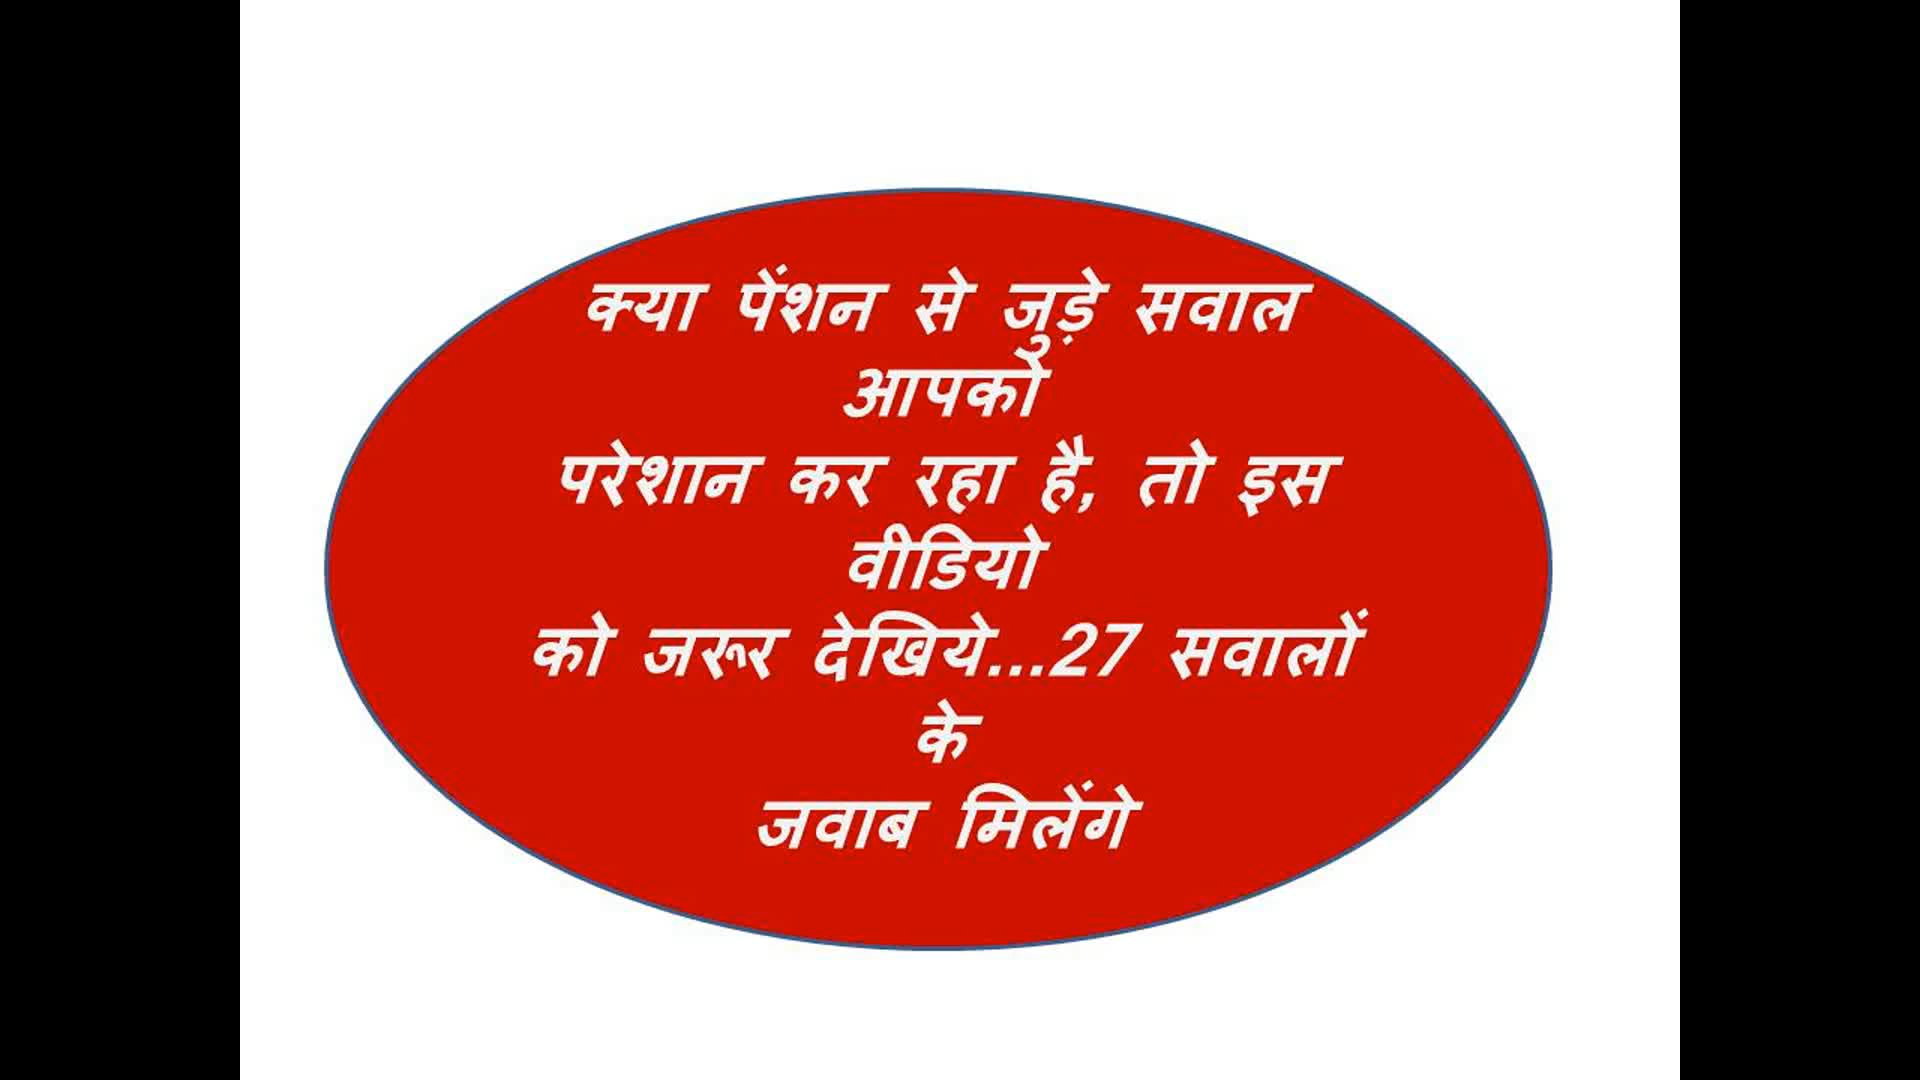 क्या पेंशन से जुड़े सवाल
आपको
परेशान कर रहा है, तो इस
वीडियो
को जरूर देखिये...27 सवालों
के
जवाब मिलेंगे